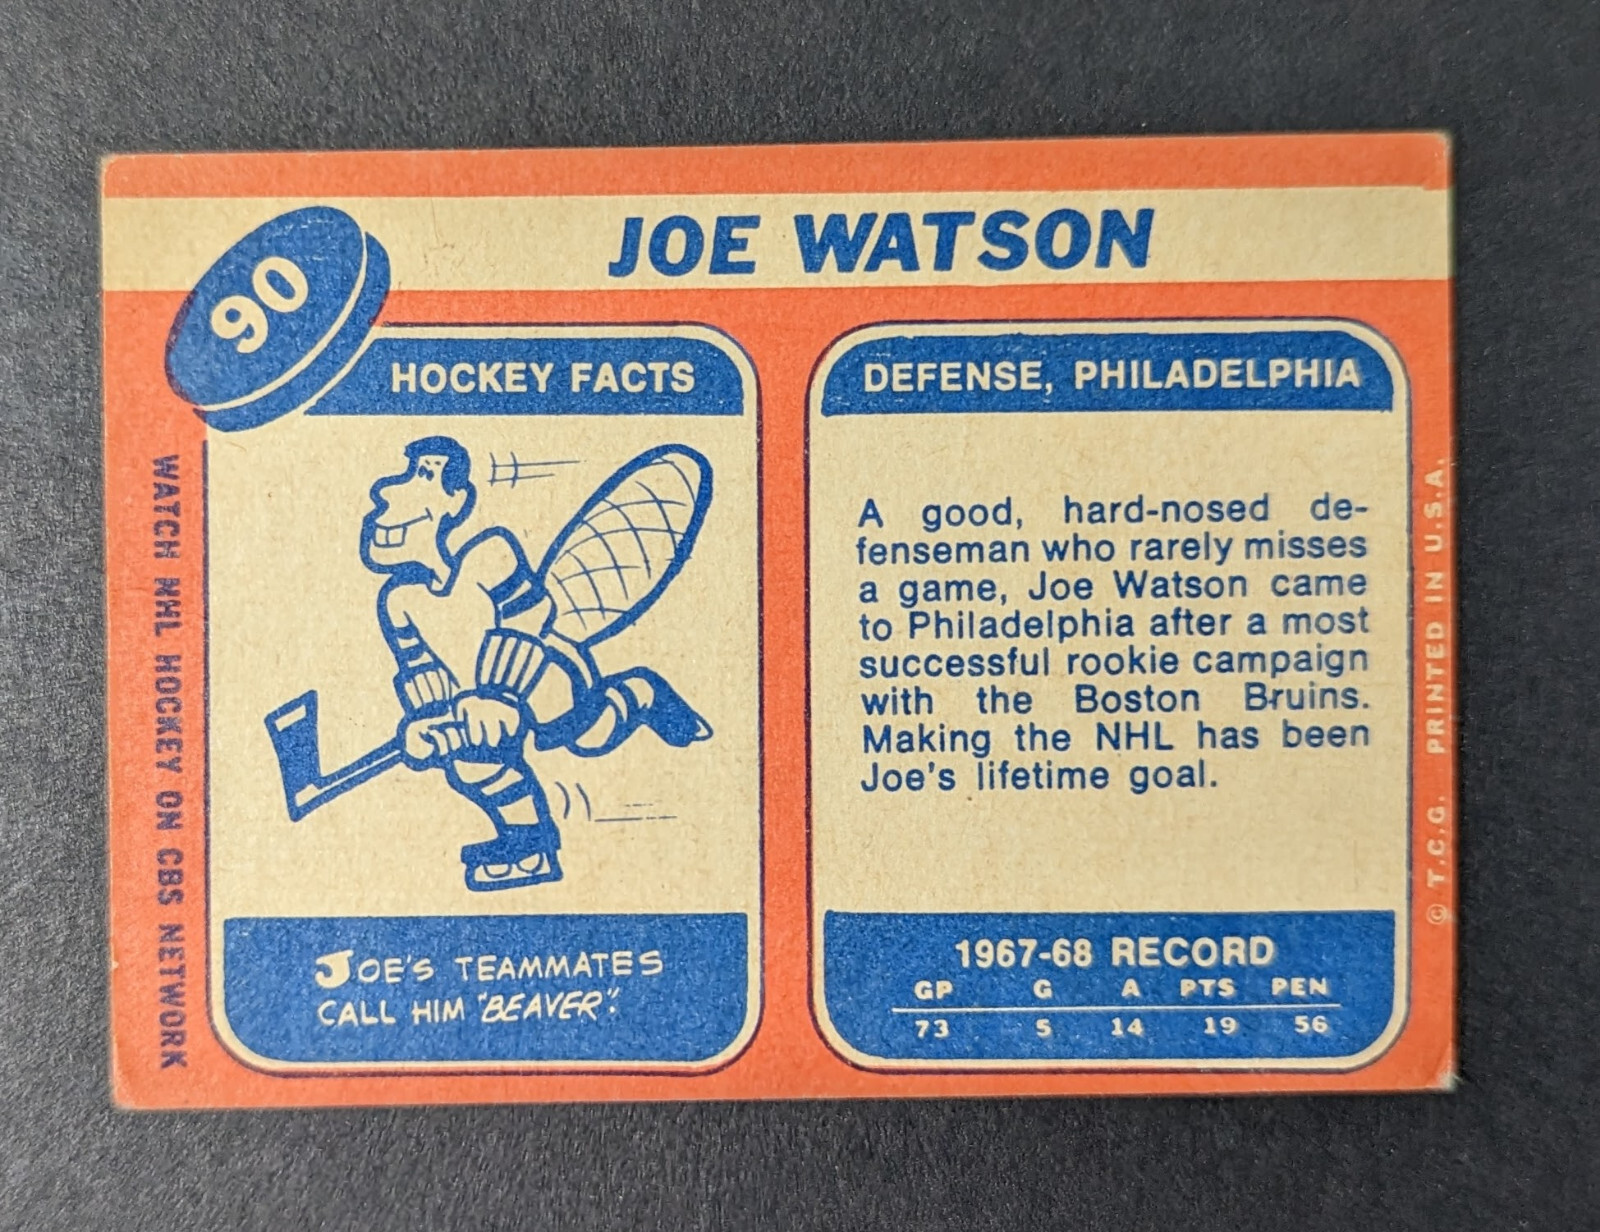 JOE WATSON
90
HOCKEY FACTS
JOE'S TEAMMATES
CALL HIM "BEAVER".
DEFENSE, PHILADELPHIA
A good, hard-nosed de-
fenseman who rarely misses
a game, Joe Watson came
to Philadelphia after a most
successful rookie campaign
with the Boston Bruins.
Making the NHL has been
Joe's lifetime goal.
1967-68 RECORD
GP G A PTS PEN
73 5 14 19 56
WATCH NHL HOCKEY ON CBS NETWORK
© T.C.G. PRINTED IN U.S.A.